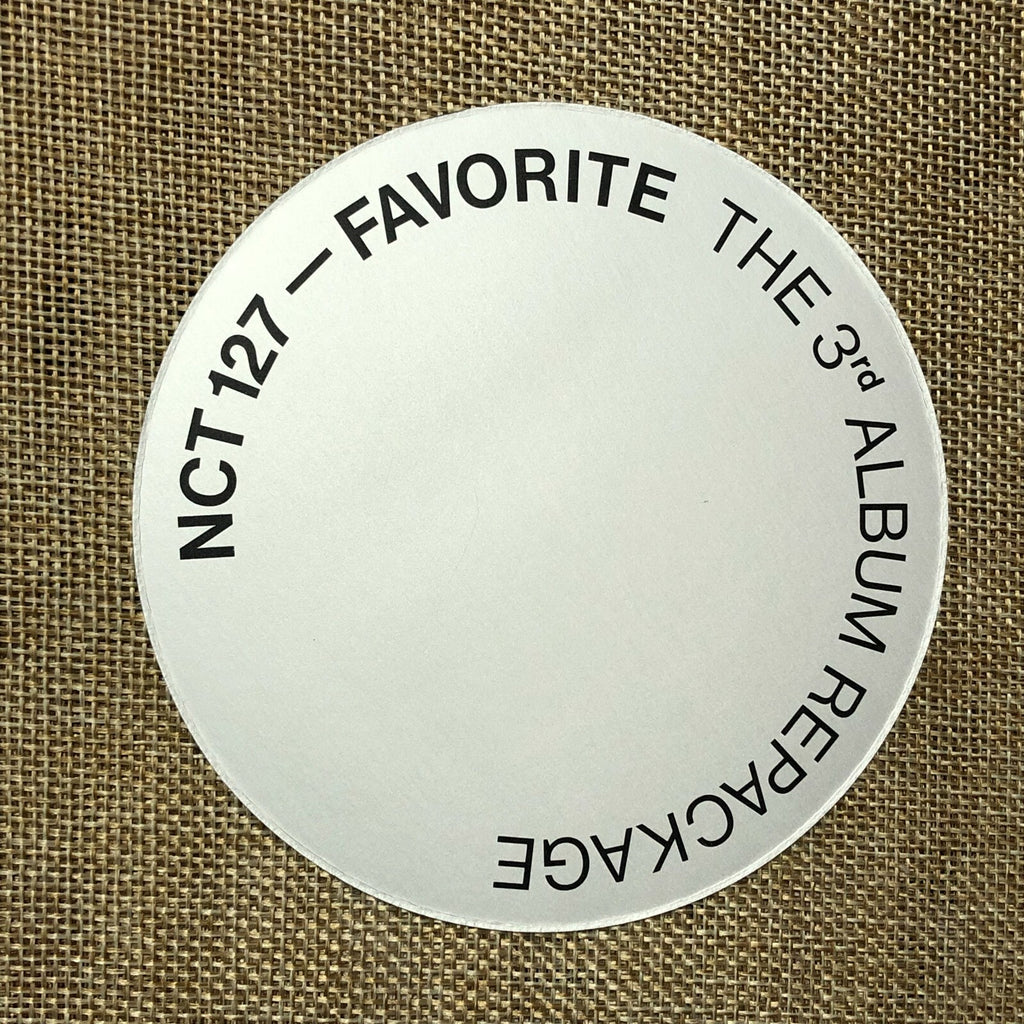 NCT 127 — FAVORITE THE 3rd ALBUM REPACKAGE